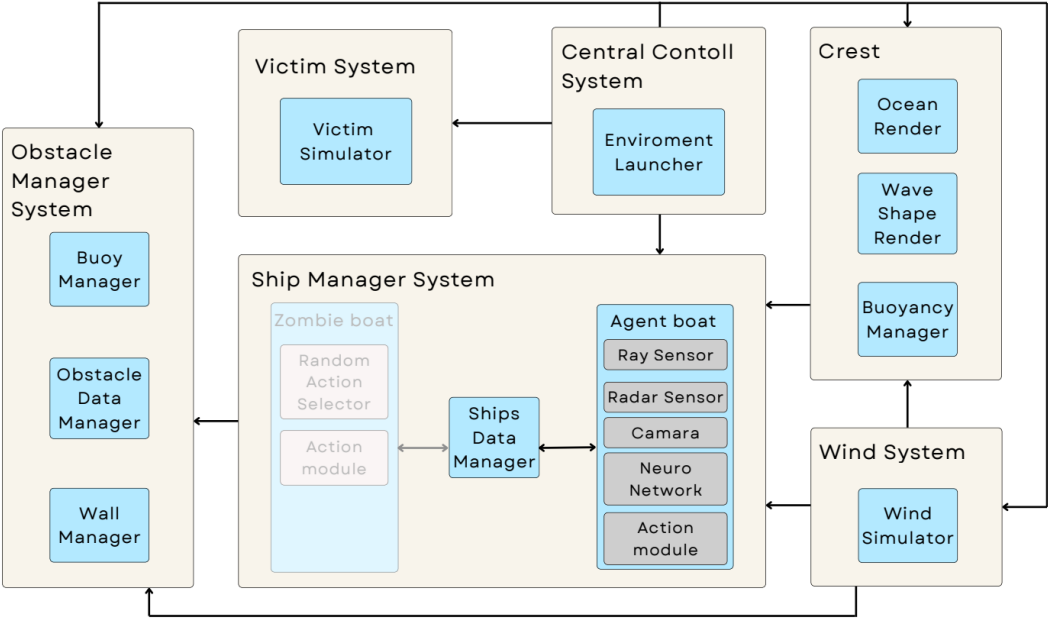 Victim System
Victim
Simulator
Central Contoll
System
Enviroment
Launcher
Crest
Ocean
Render
Wave
Shape
Render
Buoyancy
Manager
Obstacle
Manager
System
Buoy
Manager
Obstacle
Data
Manager
Wall
Manager
Ship Manager System
Zombie boat
Random
Action
Selector
Action
module
Ships
Data
Manager
Agent boat
Ray Sensor
Radar Sensor
Camara
Neuro
Network
Action
module
Wind System
Wind
Simulator